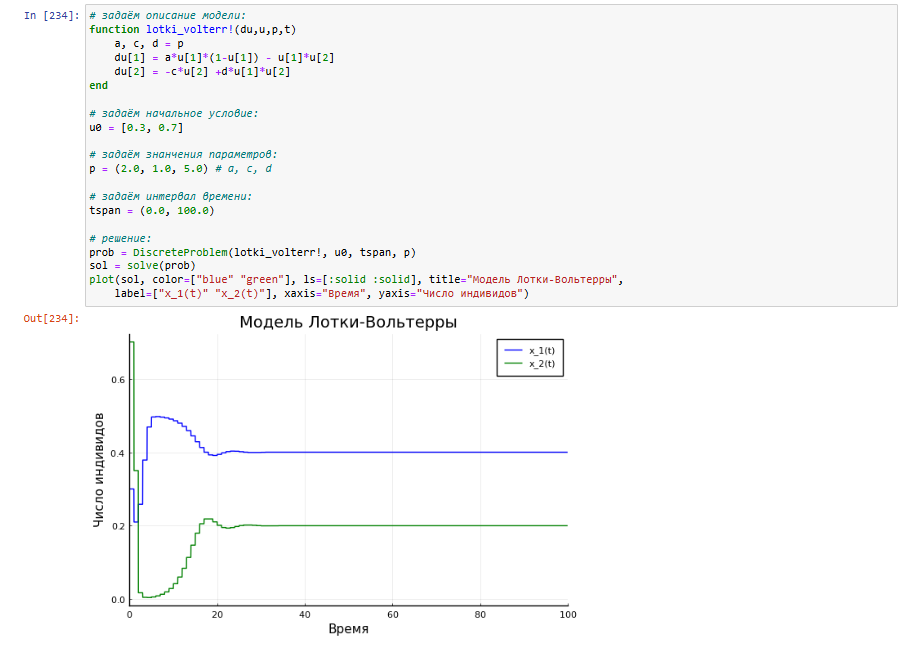 In [234]:
# задаём описание модели:
function lotki_volterr!(du,u,p,t)
    a, c, d = p
    du[1] = a*u[1]*(1-u[1]) - u[1]*u[2]
    du[2] = -c*u[2] +d*u[1]*u[2]
end
# задаём начальное условие:
u0 = [0.3, 0.7]
# задаём знанчения параметров:
p = (2.0, 1.0, 5.0) # a, c, d
# задаём интервал времени:
tspan = (0.0, 100.0)
# решение:
prob = DiscreteProblem(lotki_volterr!, u0, tspan, p)
sol = solve(prob)
plot(sol, color=["blue" "green"], ls=[:solid :solid], title="Модель Лотки-Вольтерры",
    label=["x_1(t)" "x_2(t)"], xaxis="Время", yaxis="Число индивидов")
Out[234]:
Модель Лотки-Вольтерры
x_1(t)
x_2(t)
Число индивидов
0.6
0.4
0.2
0.0
0 20 40 60 80 100
Время